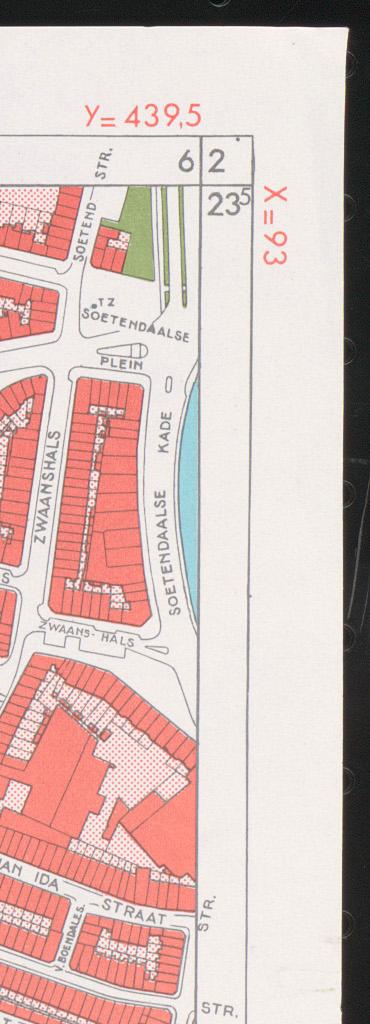 Y= 439,5
6 2
23⁵
X= 93
SOETEND STR.
TZ
SOETENDAALSE
PLEIN
ZWAANSHALS
SOETENDAALSE KADE
S
ZWAANS-HALS
AN IDA STRAAT
STR.
V. BOENDALES.
STR.